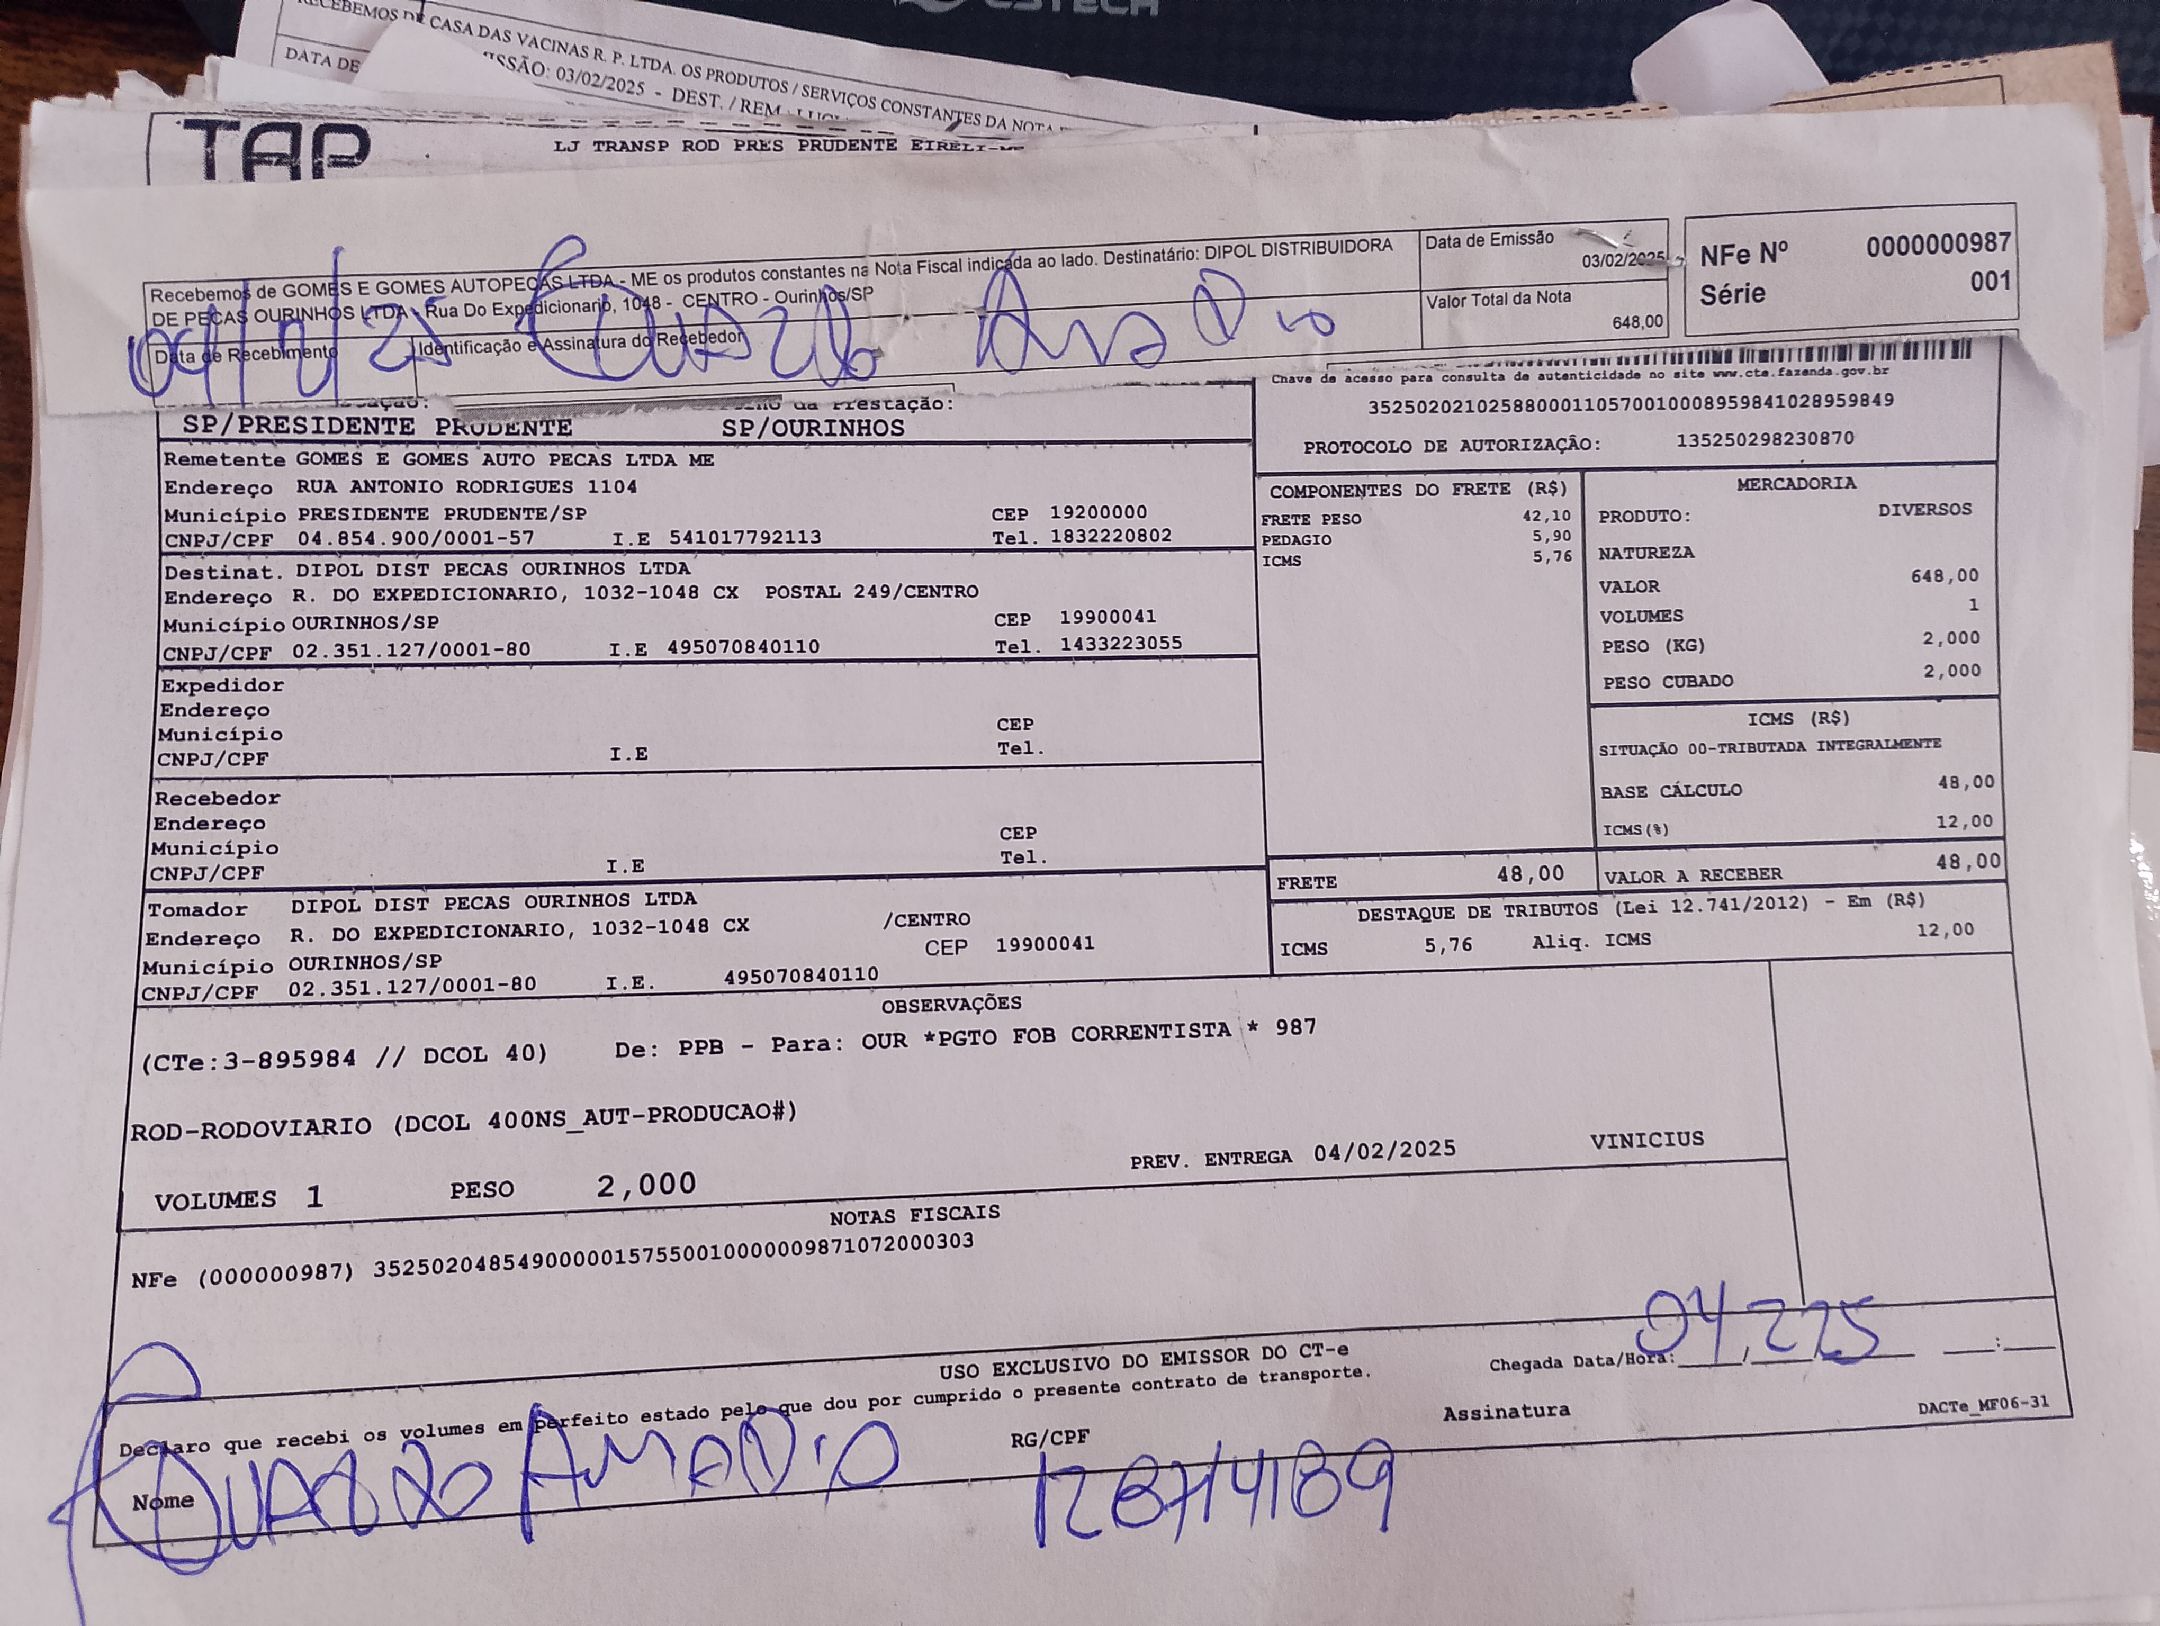 CEBEMOS DE CASA DAS VACINAS R. P. LTDA. OS PRODUTOS / SERVIÇOS CONSTANTES DA NOTA
DATA DE
SSÃO: 03/02/2025 - DEST. / REM
TAP
LJ TRANSP ROD PRES PRUDENTE EIRELI-ME
Recebemos de GOMES E GOMES AUTOPEÇAS LTDA - ME os produtos constantes na Nota Fiscal indicada ao lado. Destinatário: DIPOL DISTRIBUIDORA
DE PECAS OURINHOS LTDA - Rua Do Expedicionario, 1048 - CENTRO - Ourinhos/SP
Data de Recebimento
Identificação e Assinatura do Recebedor
Data de Emissão
03/02/2025
Valor Total da Nota
648,00
NFe Nº 0000000987
Série 001
Chave de acesso para consulta de autenticidade no site www.cte.fazenda.gov.br
35250202102588000110570010008959841028959849
PROTOCOLO DE AUTORIZAÇÃO: 135250298230870
da Prestação:
SP/PRESIDENTE PRUDENTE SP/OURINHOS
Remetente GOMES E GOMES AUTO PECAS LTDA ME
Endereço RUA ANTONIO RODRIGUES 1104
Município PRESIDENTE PRUDENTE/SP CEP 19200000
CNPJ/CPF 04.854.900/0001-57 I.E 541017792113 Tel. 1832220802
Destinat. DIPOL DIST PECAS OURINHOS LTDA
Endereço R. DO EXPEDICIONARIO, 1032-1048 CX POSTAL 249/CENTRO
Município OURINHOS/SP CEP 19900041
CNPJ/CPF 02.351.127/0001-80 I.E 495070840110 Tel. 1433223055
Expedidor
Endereço
Município CEP
CNPJ/CPF I.E Tel.
Recebedor
Endereço
Município CEP
CNPJ/CPF I.E Tel.
Tomador DIPOL DIST PECAS OURINHOS LTDA
Endereço R. DO EXPEDICIONARIO, 1032-1048 CX /CENTRO
Município OURINHOS/SP CEP 19900041
CNPJ/CPF 02.351.127/0001-80 I.E. 495070840110
COMPONENTES DO FRETE (R$)
FRETE PESO 42,10
PEDAGIO 5,90
ICMS 5,76
MERCADORIA
PRODUTO: DIVERSOS
NATUREZA
VALOR 648,00
VOLUMES 1
PESO (KG) 2,000
PESO CUBADO 2,000
ICMS (R$)
SITUAÇÃO 00-TRIBUTADA INTEGRALMENTE
BASE CÁLCULO 48,00
ICMS(%) 12,00
FRETE 48,00
VALOR A RECEBER 48,00
DESTAQUE DE TRIBUTOS (Lei 12.741/2012) - Em (R$)
ICMS 5,76 Aliq. ICMS 12,00
OBSERVAÇÕES
(CTe:3-895984 // DCOL 40) De: PPB - Para: OUR *PGTO FOB CORRENTISTA * 987
ROD-RODOVIARIO (DCOL 400NS_AUT-PRODUCAO#)
PREV. ENTREGA 04/02/2025 VINICIUS
VOLUMES 1 PESO 2,000
NOTAS FISCAIS
NFe (000000987) 35250204854900000157550010000009871072000303
USO EXCLUSIVO DO EMISSOR DO CT-e
Declaro que recebi os volumes em perfeito estado pelo que dou por cumprido o presente contrato de transporte.
Chegada Data/Hora: 04,2 25
Nome
RG/CPF
Assinatura
DACTe_MF06-31